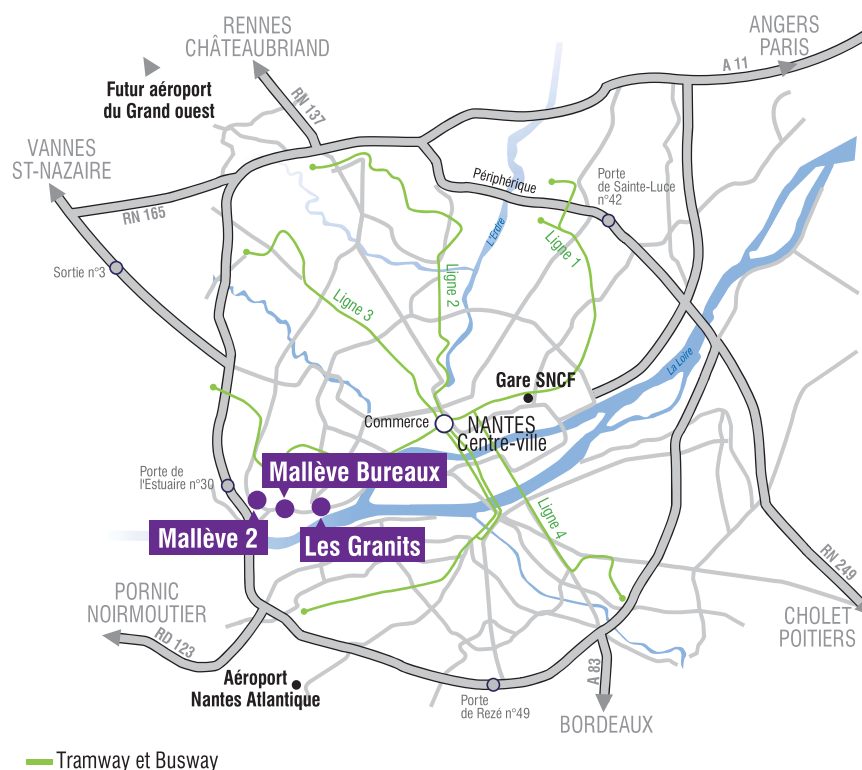 RENNES
CHÂTEAUBRIAND
ANGERS
PARIS
A 11
Futur aéroport
du Grand ouest
RN 137
VANNES
ST-NAZAIRE
RN 165
Périphérique
Porte
de Sainte-Luce
n°42
L'Erdre
Ligne 1
Sortie n°3
Ligne 2
Ligne 3
La Loire
Gare SNCF
Commerce
NANTES
Centre-ville
Porte de
l'Estuaire n°30
Mallève Bureaux
Mallève 2
Les Granits
Ligne 4
RN 249
PORNIC
NOIRMOUTIER
CHOLET
POITIERS
RD 123
Aéroport
Nantes Atlantique
A 83
Porte
de Rezé n°49
BORDEAUX
Tramway et Busway